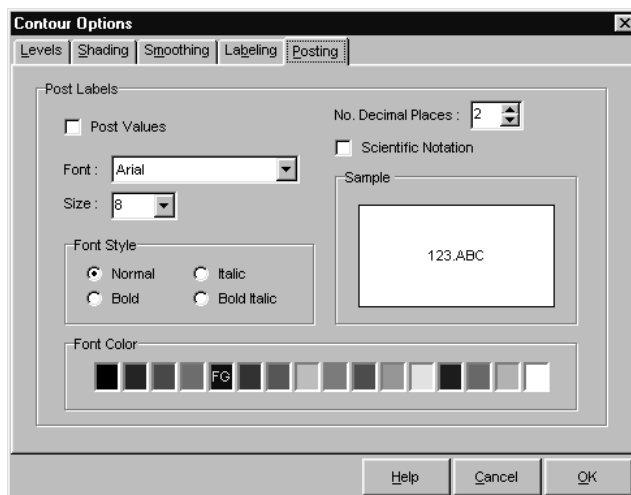 Contour Options
Levels Shading Smoothing Labeling Posting
Post Labels
Post Values
No. Decimal Places : 2
Scientific Notation
Font : Arial
Size : 8
Sample
123.ABC
Font Style
Normal Italic
Bold Bold Italic
Font Color
FG
Help Cancel OK